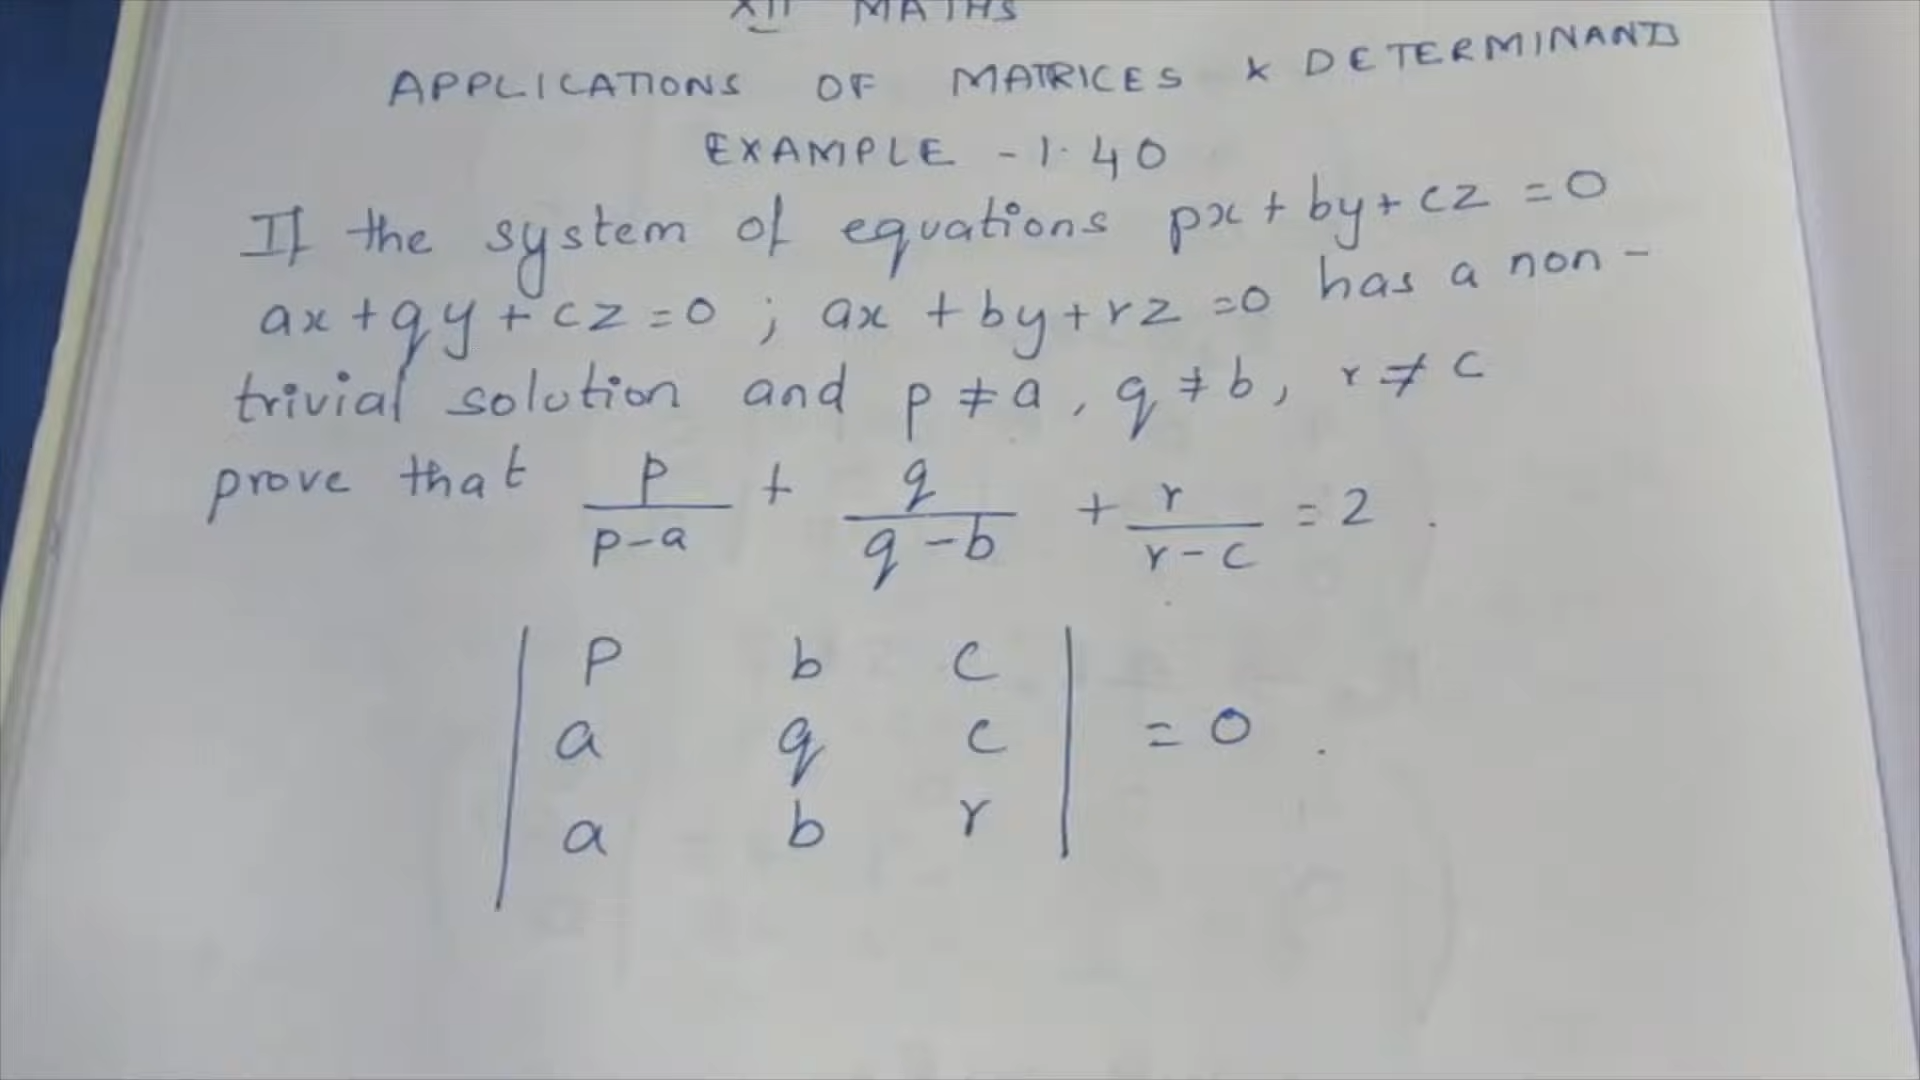 XII MATHS
APPLICATIONS OF MATRICES & DETERMINANTS
EXAMPLE - 1.40
If the system of equations px + by + cz = 0
ax + qy + cz = 0 ; ax + by + rz = 0 has a non -
trivial solution and p ≠ a , q ≠ b, r ≠ c
prove that p/(p-a) + q/(q-b) + r/(r-c) = 2 .
| p b c |
| a q c | = 0 .
| a b r |